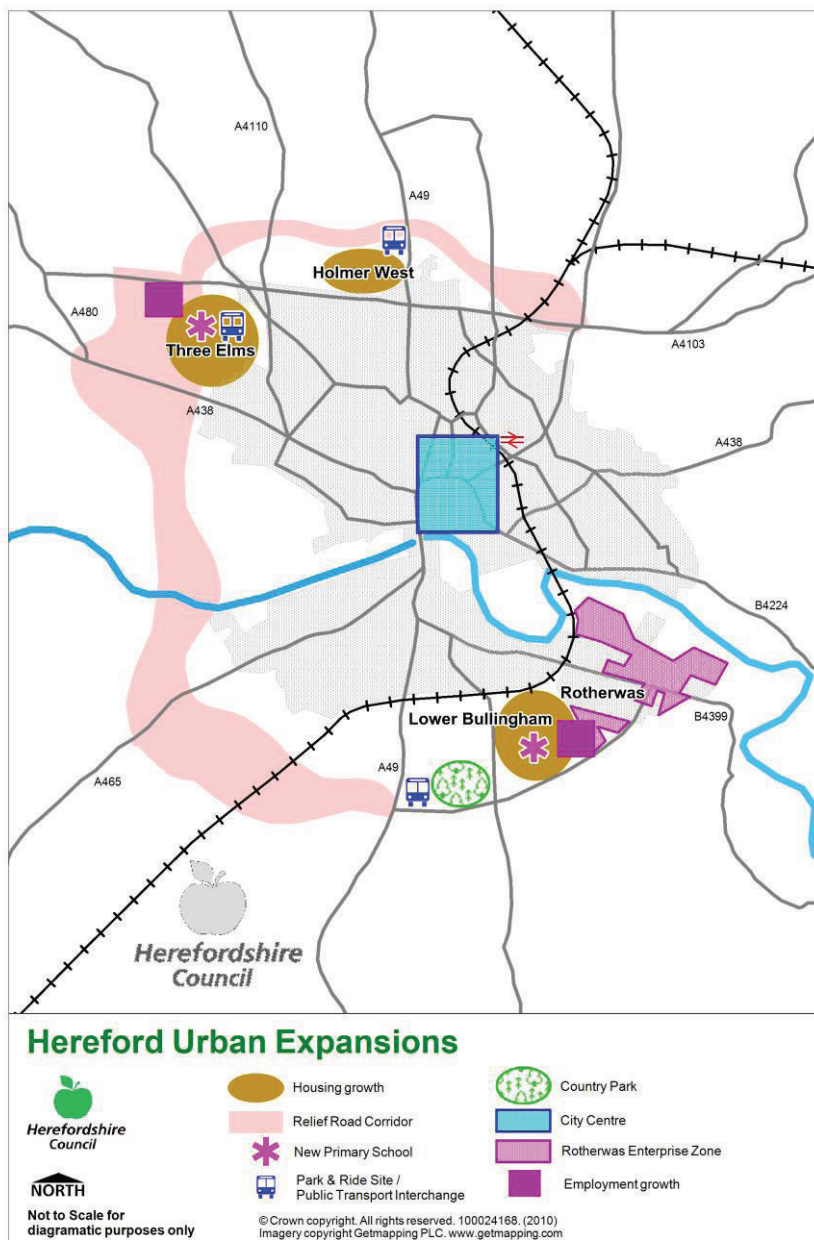 A4110
A49
Holmer West
A480
Three Elms
A4103
A438
A438
B4224
Rotherwas
Lower Bullingham
B4399
A49
A465
Herefordshire
Council
Hereford Urban Expansions
Herefordshire
Council
NORTH
Not to Scale for
diagramatic purposes only
Housing growth
Relief Road Corridor
New Primary School
Park & Ride Site /
Public Transport Interchange
Country Park
City Centre
Rotherwas Enterprise Zone
Employment growth
© Crown copyright. All rights reserved. 100024168. (2010)
Imagery copyright Getmapping PLC. www.getmapping.com